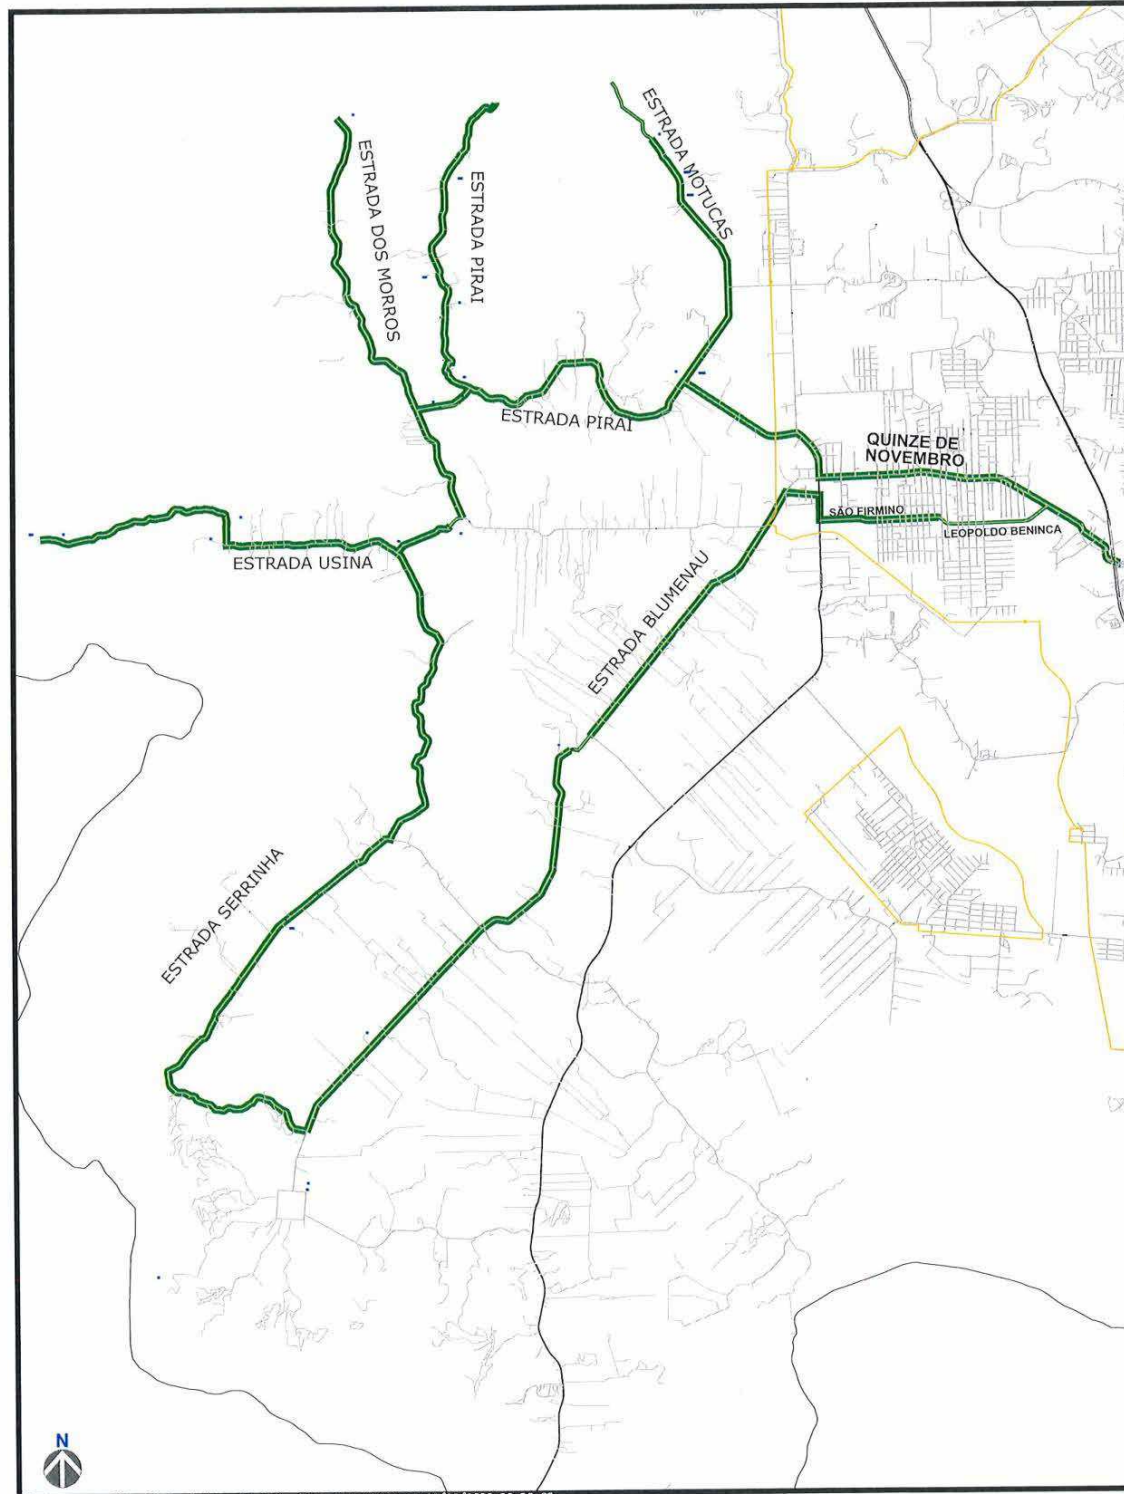 ESTRADA MOTUCAS
ESTRADA DOS MORROS
ESTRADA PIRAI
ESTRADA PIRAI
QUINZE DE
NOVEMBRO
SÃO FIRMINO
LEOPOLDO BENINCA
ESTRADA USINA
ESTRADA BLUMENAU
ESTRADA SERRINHA
N